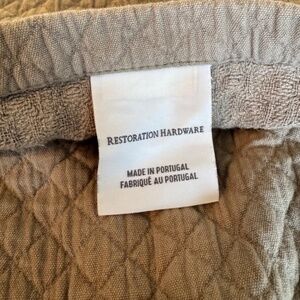 RESTORATION HARDWARE
MADE IN PORTUGAL
FABRIQUÉ AU PORTUGAL